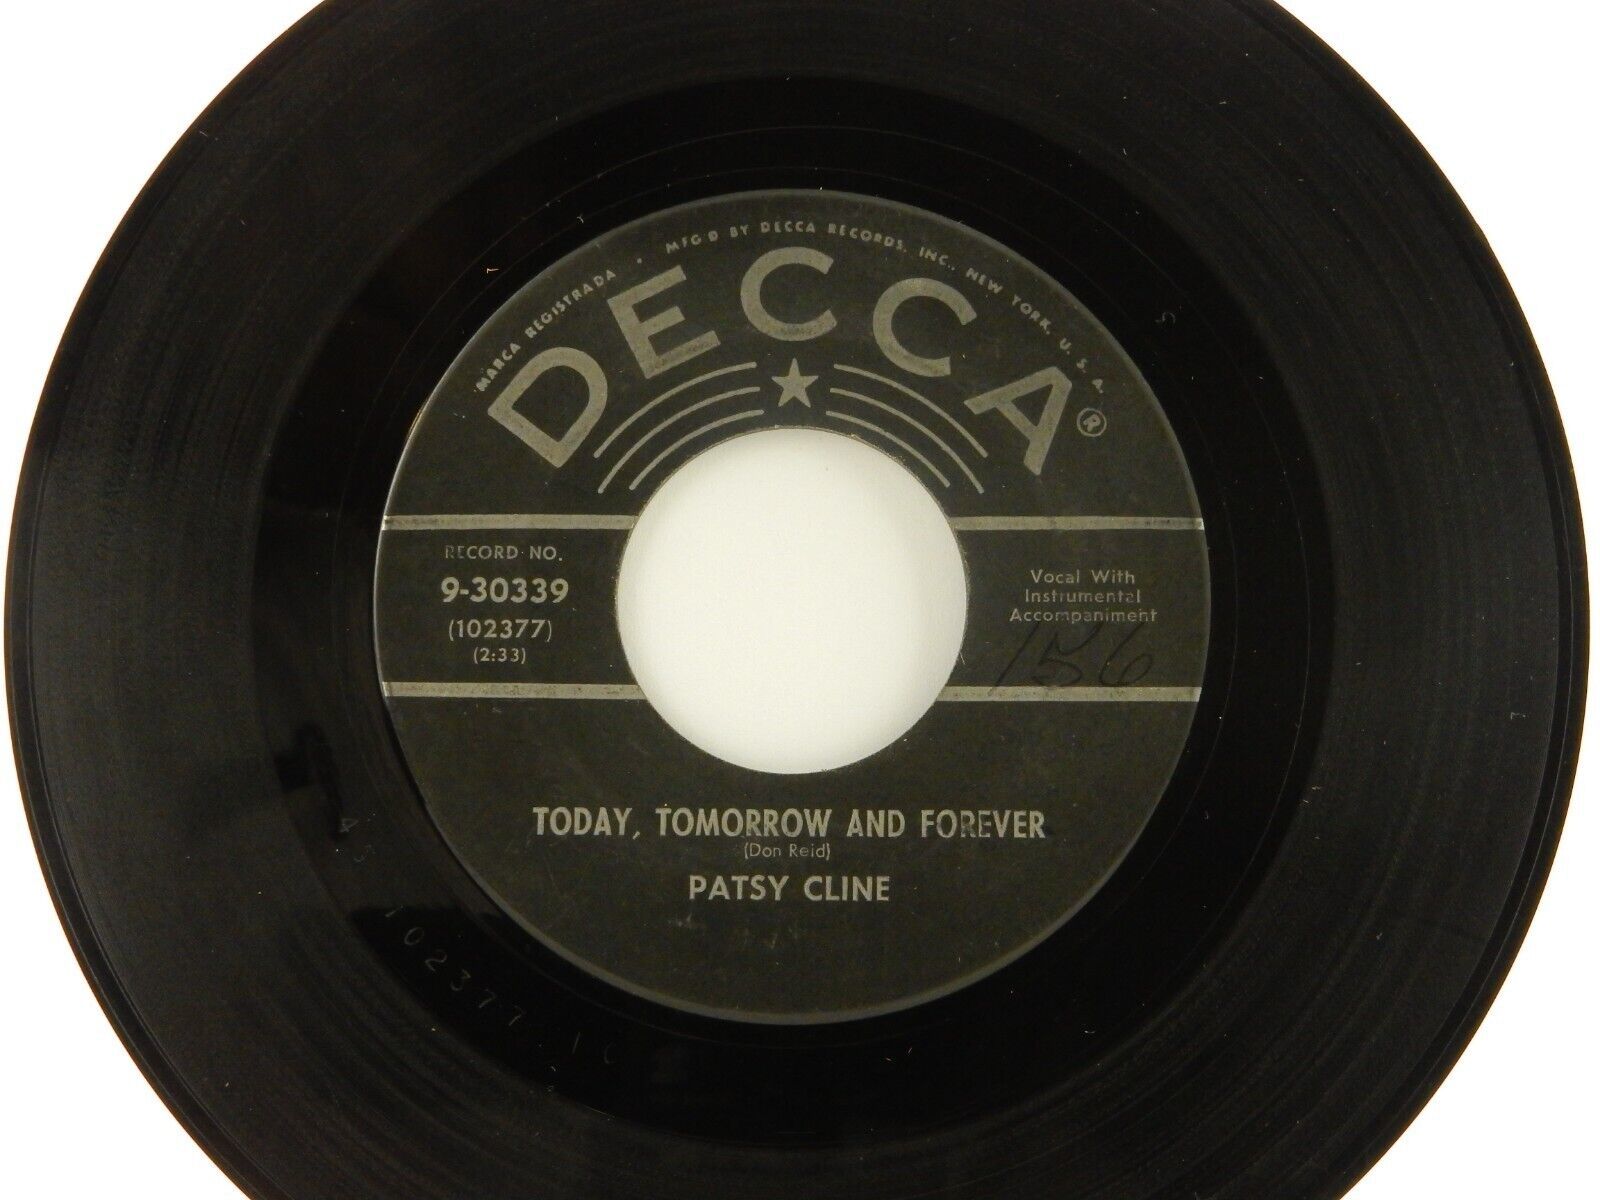 MARCA REGISTRADA • MFG'D BY DECCA RECORDS, INC., NEW YORK, U. S. A.
DECCA®
RECORD NO.
9-30339
(102377)
(2:33)
Vocal With
Instrumental
Accompaniment
156
TODAY, TOMORROW AND FOREVER
(Don Reid)
PATSY CLINE
102377